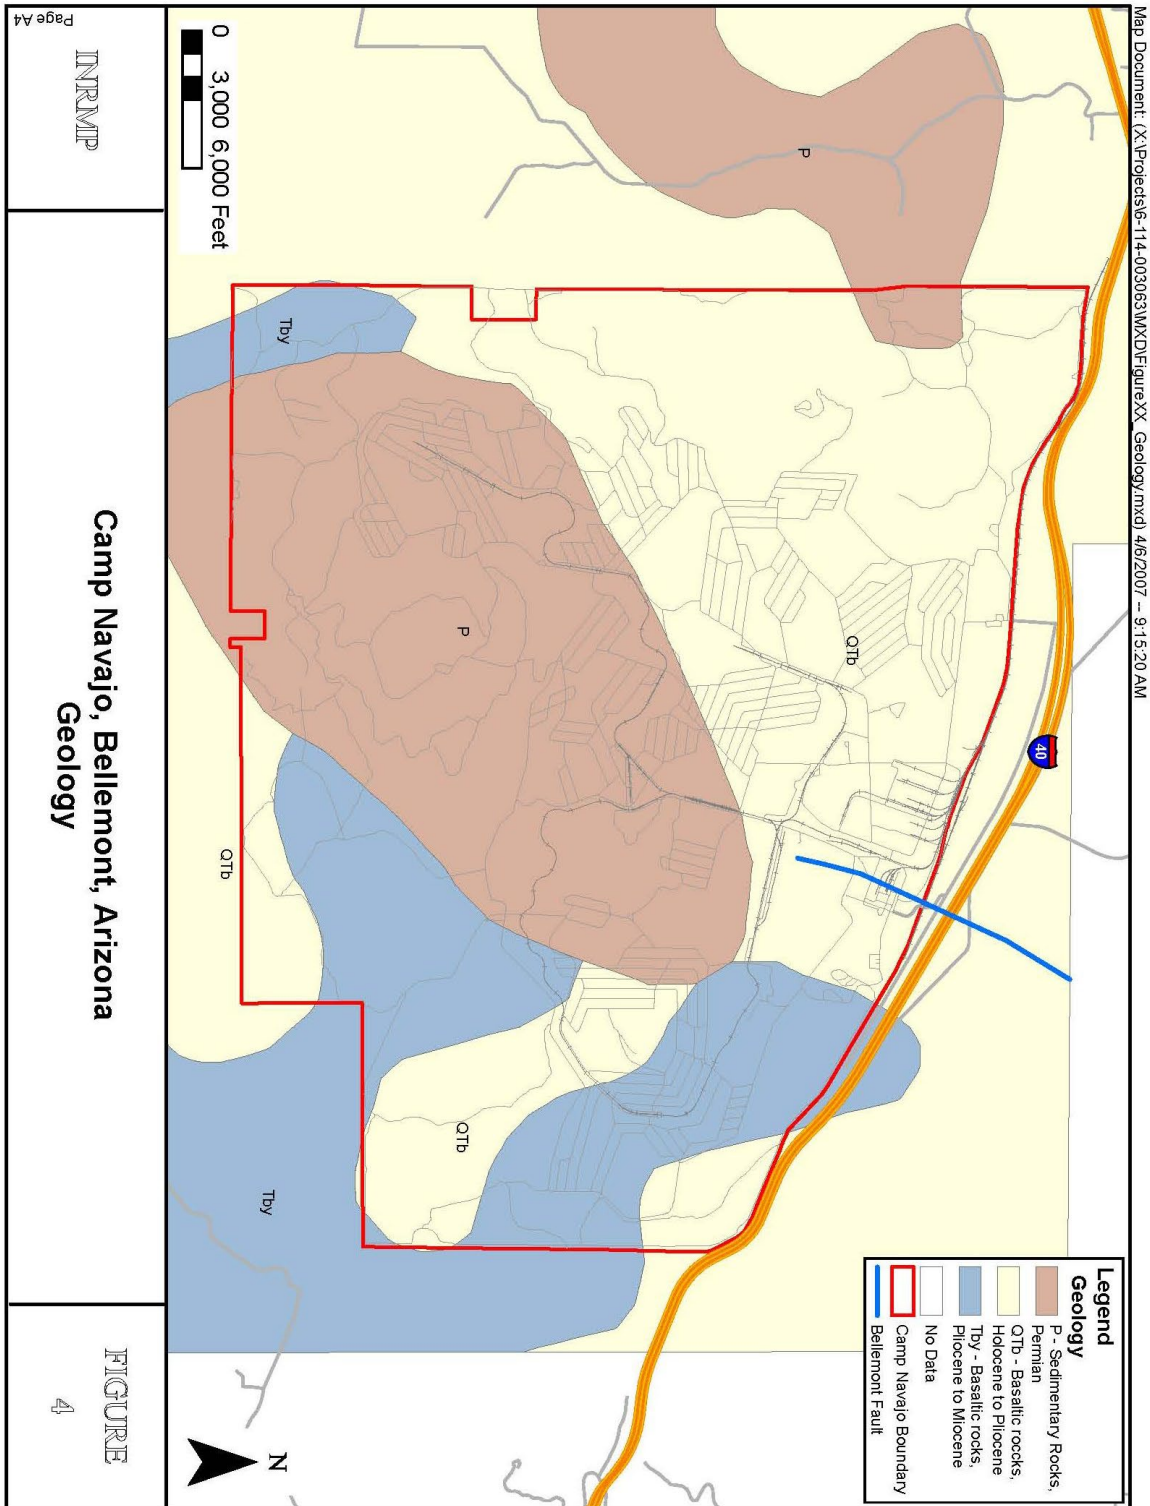 Map Document: (X:\Projects\6-114-003063\MXD\FigureXX_Geology.mxd) 4/6/2007 -- 9:15:20 AM
40
P
QTb
P
Tby
QTb
QTb
Tby
Legend
Geology
P - Sedimentary Rocks,
Permian
QTb - Basaltic roccks,
Holocene to Pliocene
Tby - Basaltic rocks,
Pliocene to Miocene
No Data
Camp Navajo Boundary
Bellemont Fault
0 3,000 6,000 Feet
N
INRMP
Camp Navajo, Bellemont, Arizona
Geology
FIGURE
4
Page A4